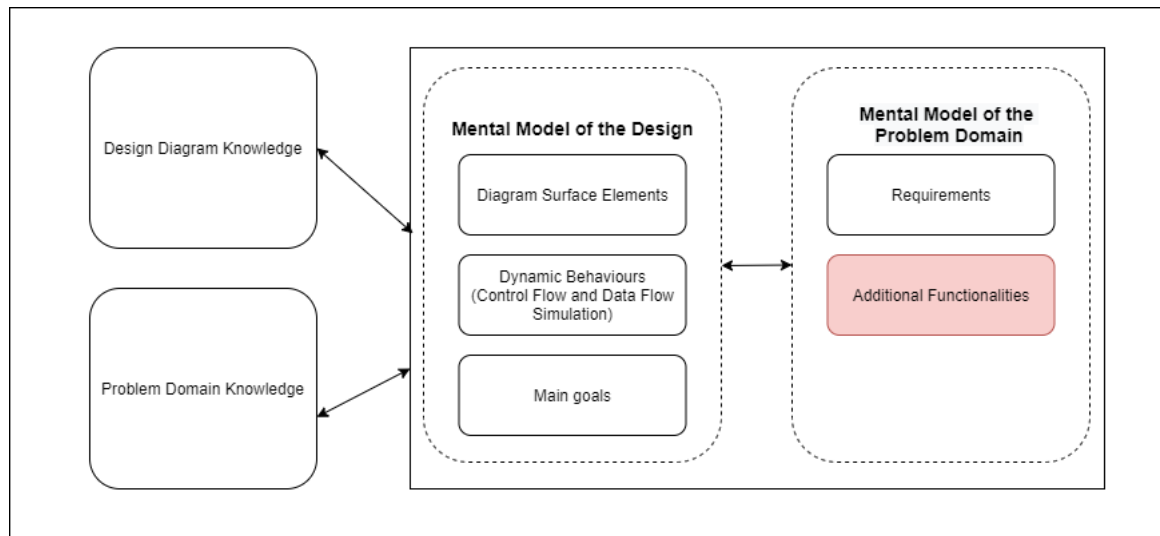 Design Diagram Knowledge
Problem Domain Knowledge
Mental Model of the Design
Diagram Surface Elements
Dynamic Behaviours
(Control Flow and Data Flow
Simulation)
Main goals
Mental Model of the
Problem Domain
Requirements
Additional Functionalities